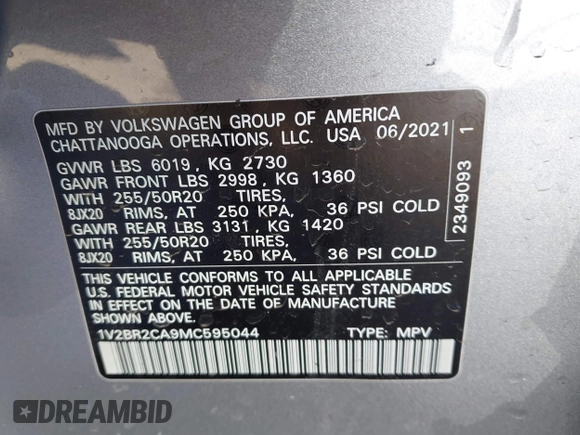 MFD BY VOLKSWAGEN GROUP OF AMERICA
CHATTANOOGA OPERATIONS, LLC. USA 06/2021
GVWR LBS 6019, KG 2730
GAWR FRONT LBS 2998, KG 1360
WITH 255/50R20 TIRES,
8JX20 RIMS, AT 250 KPA, 36 PSI COLD
GAWR REAR LBS 3131, KG 1420
WITH 255/50R20 TIRES,
8JX20 RIMS, AT 250 KPA, 36 PSI COLD
THIS VEHICLE CONFORMS TO ALL APPLICABLE
U.S. FEDERAL MOTOR VEHICLE SAFETY STANDARDS
IN EFFECT ON THE DATE OF MANUFACTURE
SHOWN ABOVE.
1V2BR2CA9MC595044 TYPE: MPV
2349093 1
DREAMBID